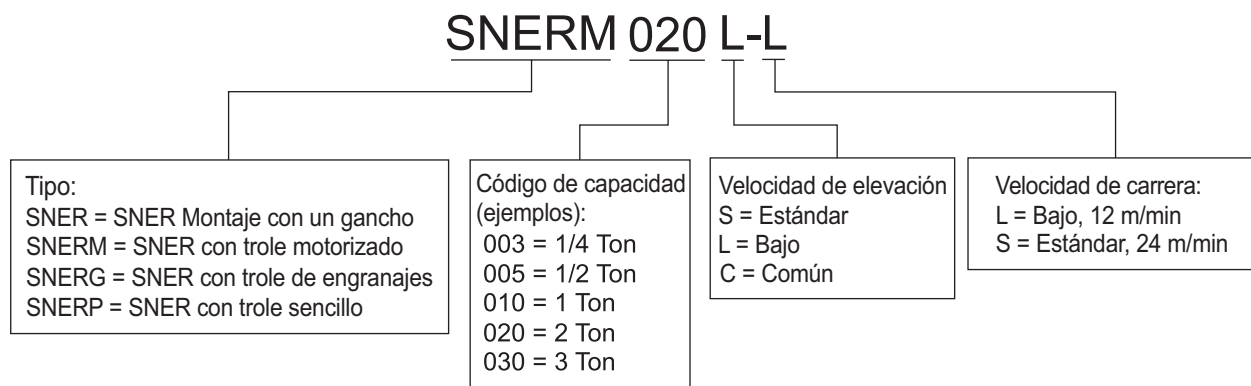 SNERM 020 L-L
Tipo:
SNER = SNER Montaje con un gancho
SNERM = SNER con trole motorizado
SNERG = SNER con trole de engranajes
SNERP = SNER con trole sencillo
Código de capacidad
(ejemplos):
003 = 1/4 Ton
005 = 1/2 Ton
010 = 1 Ton
020 = 2 Ton
030 = 3 Ton
Velocidad de elevación
S = Estándar
L = Bajo
C = Común
Velocidad de carrera:
L = Bajo, 12 m/min
S = Estándar, 24 m/min